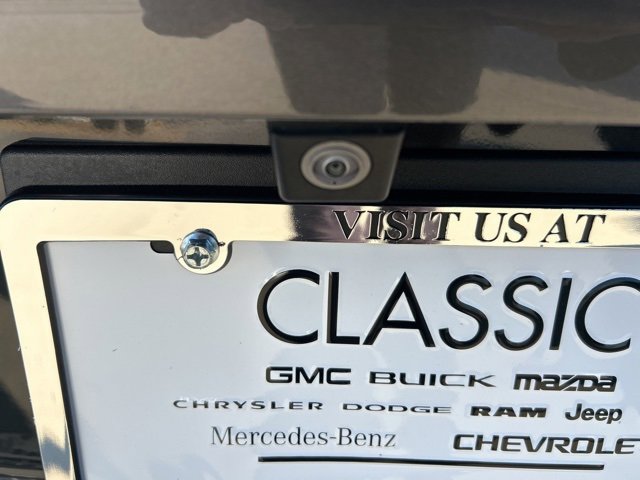 VISIT US AT
CLASSIC
GMC BUICK mazda
CHRYSLER DODGE RAM Jeep
Mercedes-Benz CHEVROLE